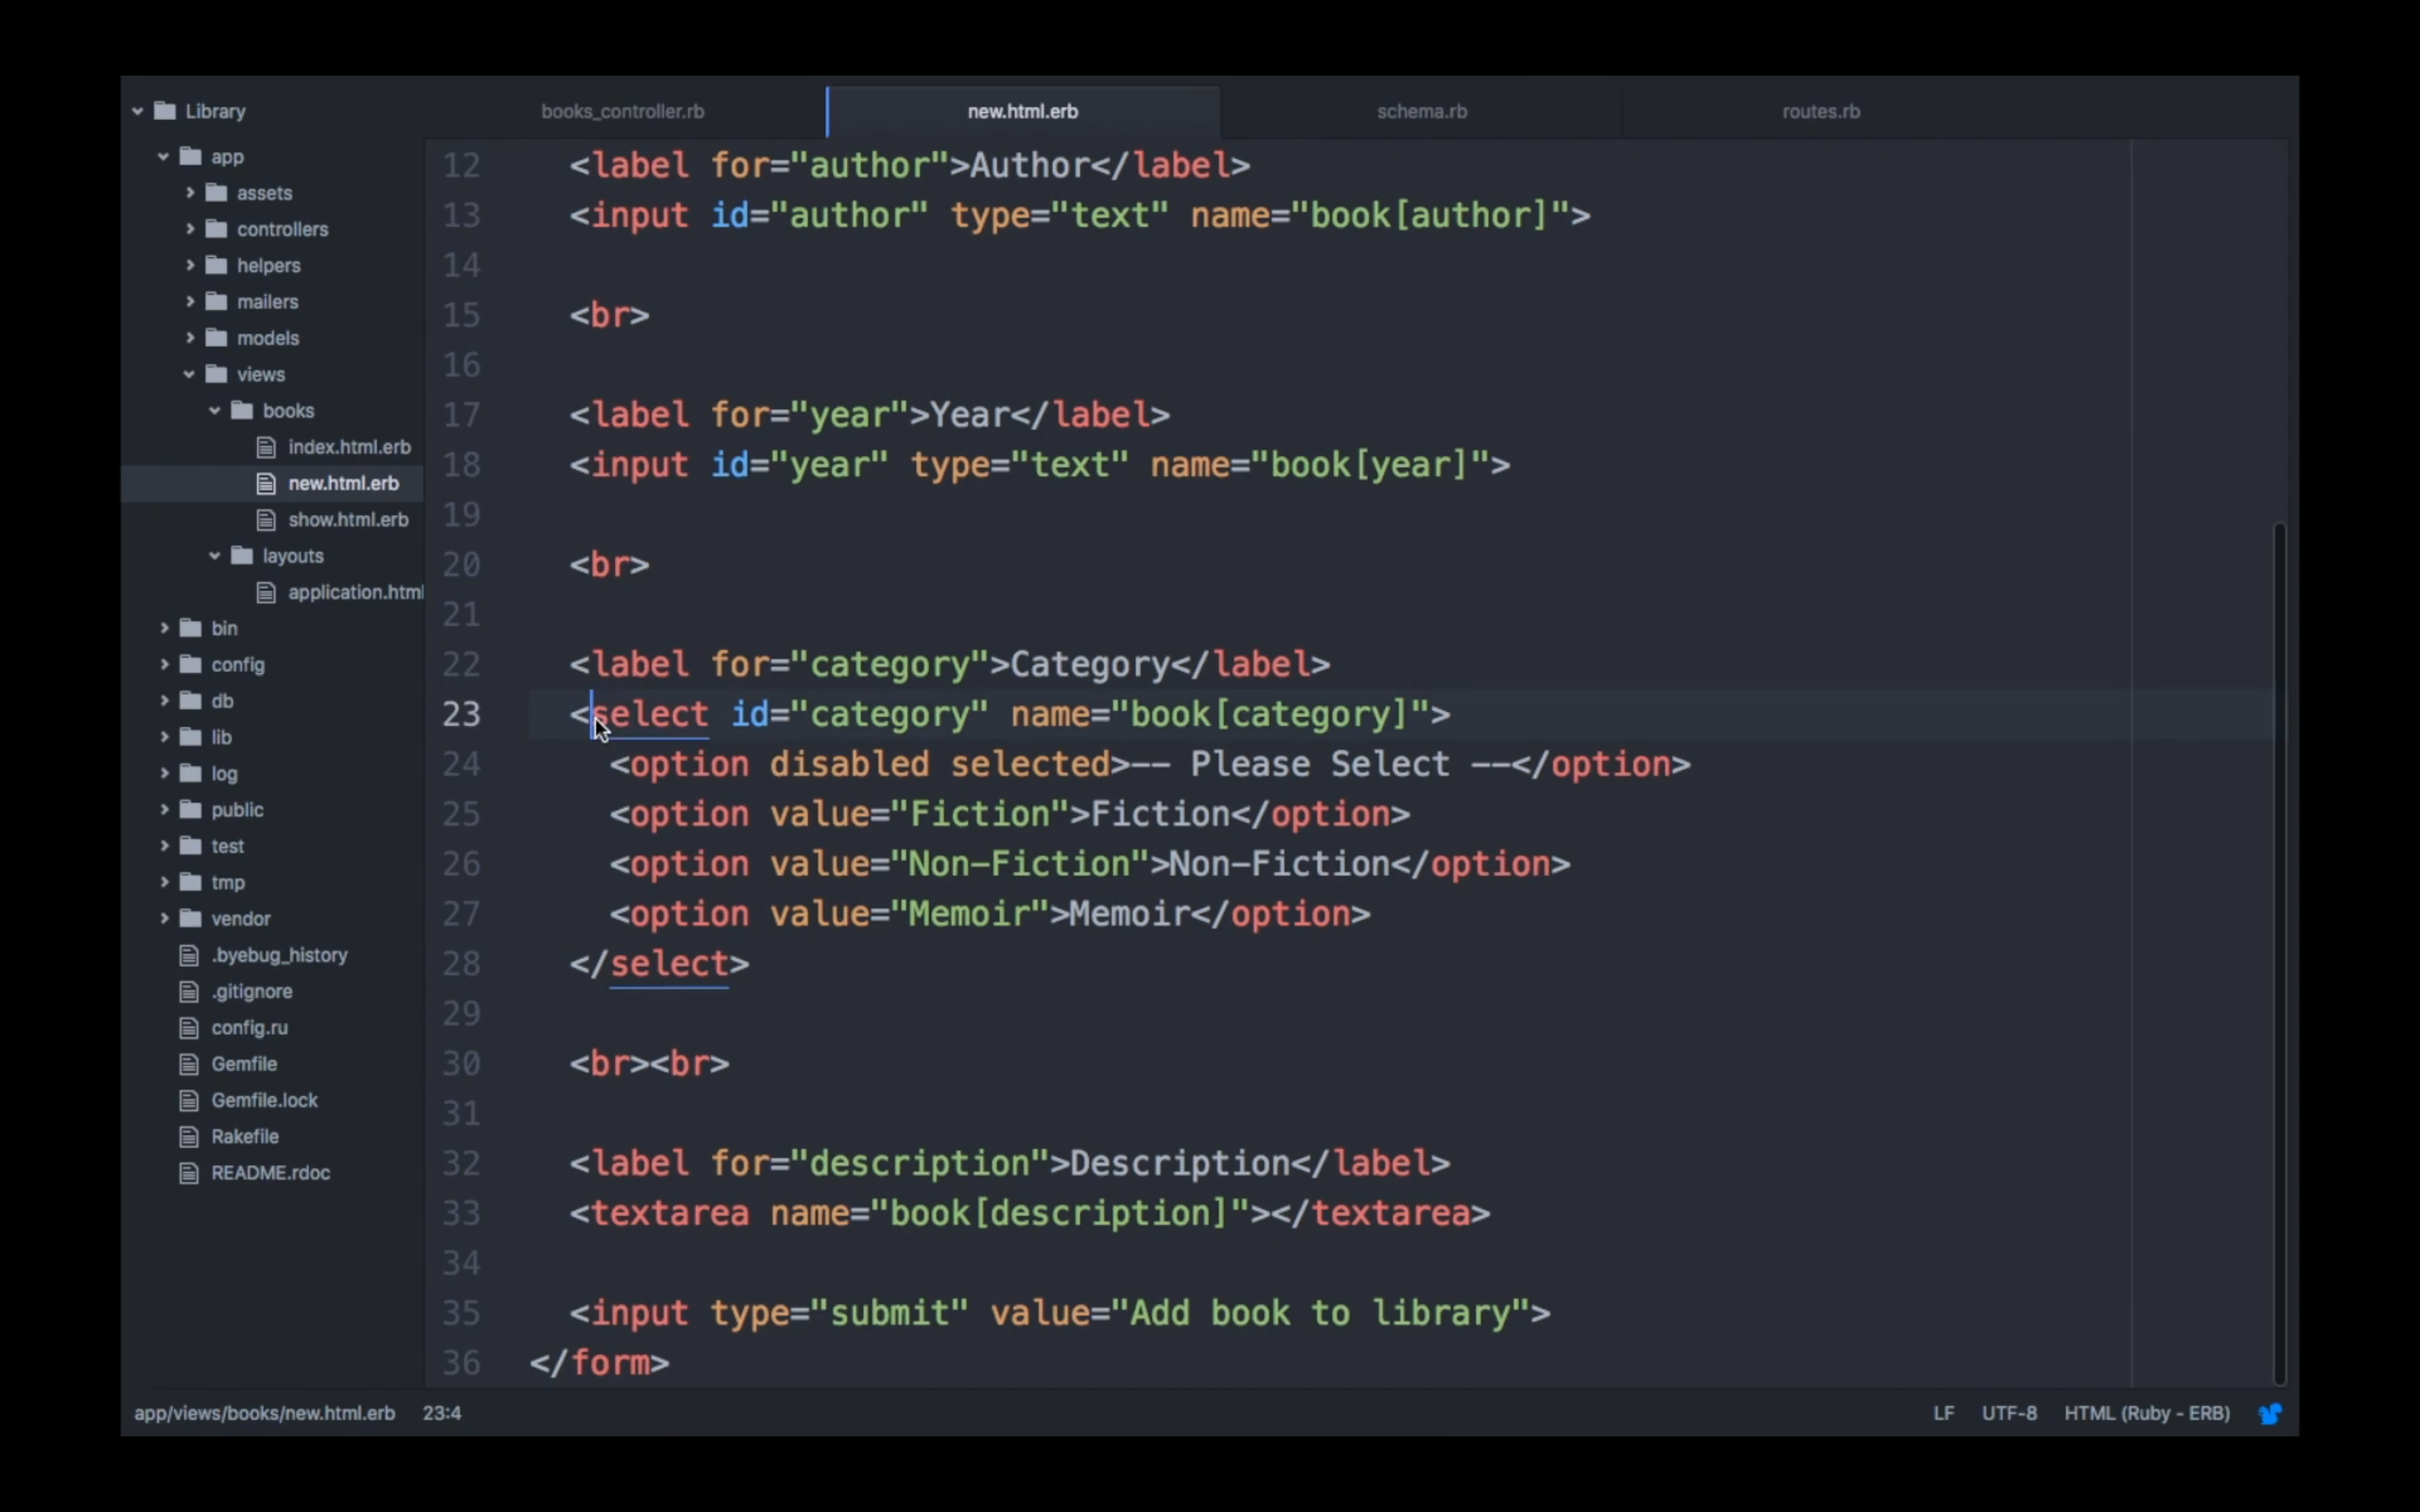 Library
app
assets
controllers
helpers
mailers
models
views
books
index.html.erb
new.html.erb
show.html.erb
layouts
application.html
bin
config
db
lib
log
public
test
tmp
vendor
.byebug_history
.gitignore
config.ru
Gemfile
Gemfile.lock
Rakefile
README.rdoc
books_controller.rb new.html.erb schema.rb routes.rb
12 <label for="author">Author</label>
13 <input id="author" type="text" name="book[author]">
14
15 <br>
16
17 <label for="year">Year</label>
18 <input id="year" type="text" name="book[year]">
19
20 <br>
21
22 <label for="category">Category</label>
23 <select id="category" name="book[category]">
24 <option disabled selected>-- Please Select --</option>
25 <option value="Fiction">Fiction</option>
26 <option value="Non-Fiction">Non-Fiction</option>
27 <option value="Memoir">Memoir</option>
28 </select>
29
30 <br><br>
31
32 <label for="description">Description</label>
33 <textarea name="book[description]"></textarea>
34
35 <input type="submit" value="Add book to library">
36 </form>
app/views/books/new.html.erb 23:4 LF UTF-8 HTML (Ruby - ERB)